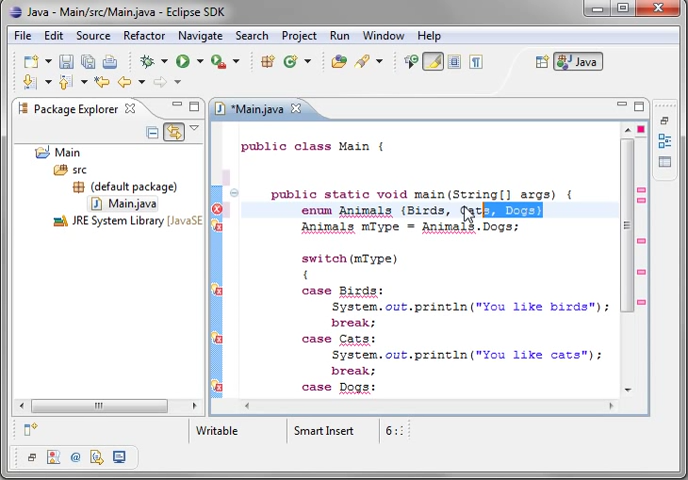 Java - Main/src/Main.java - Eclipse SDK
File Edit Source Refactor Navigate Search Project Run Window Help
Java
Package Explorer
*Main.java
Main
src
(default package)
Main.java
JRE System Library [JavaSE
public class Main {
public static void main(String[] args) {
enum Animals {Birds, Cats, Dogs}
Animals mType = Animals.Dogs;
switch(mType)
{
case Birds:
System.out.println("You like birds");
break;
case Cats:
System.out.println("You like cats");
break;
case Dogs:
Writable Smart Insert 6 :